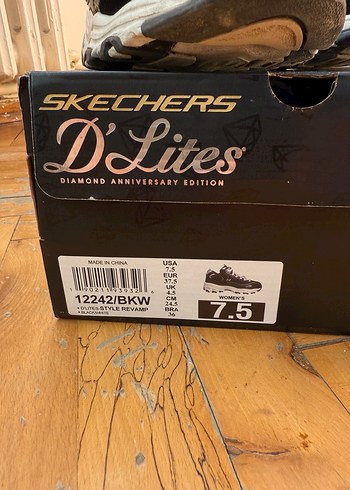 SKECHERS
D'Lites
DIAMOND ANNIVERSARY EDITION
MADE IN CHINA
12242/BKW
D'LITES-STYLE REVAMP
BLACK/WHITE
USA
7.5
EUR
37.5
UK
4.5
CM
24.5
BRA
36
WOMEN'S
7.5